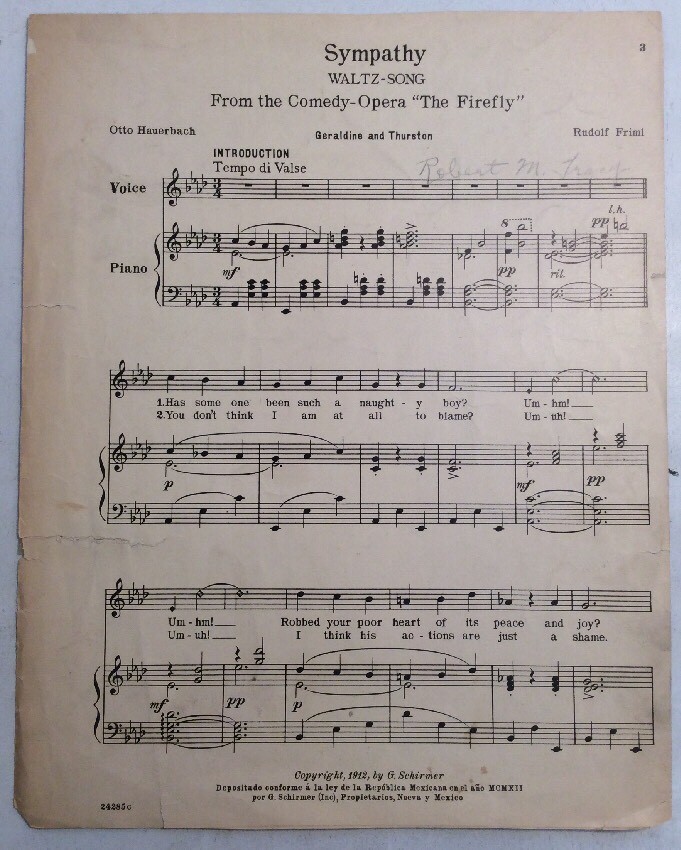 3
Sympathy
WALTZ-SONG
From the Comedy-Opera "The Firefly"
Otto Hauerbach
Geraldine and Thurston
Rudolf Friml
INTRODUCTION
Tempo di Valse
Robert M.
Voice
l.h.
8
pp
Piano
mf
pp
ril.
1.Has some one been such a naught - y boy? Um - hm!
2.You don't think I am at all to blame? Um - uh!
p
mf
pp
Um - hm! Robbed your poor heart of its peace and joy?
Um - uh! I think his ac - tions are just a shame.
mf
pp
p
Copyright, 1912, by G. Schirmer
Depositado conforme á la ley de la República Mexicana en el año MCMXII
por G. Schirmer (Inc), Propietarios, Nueva y Mexico
24285c